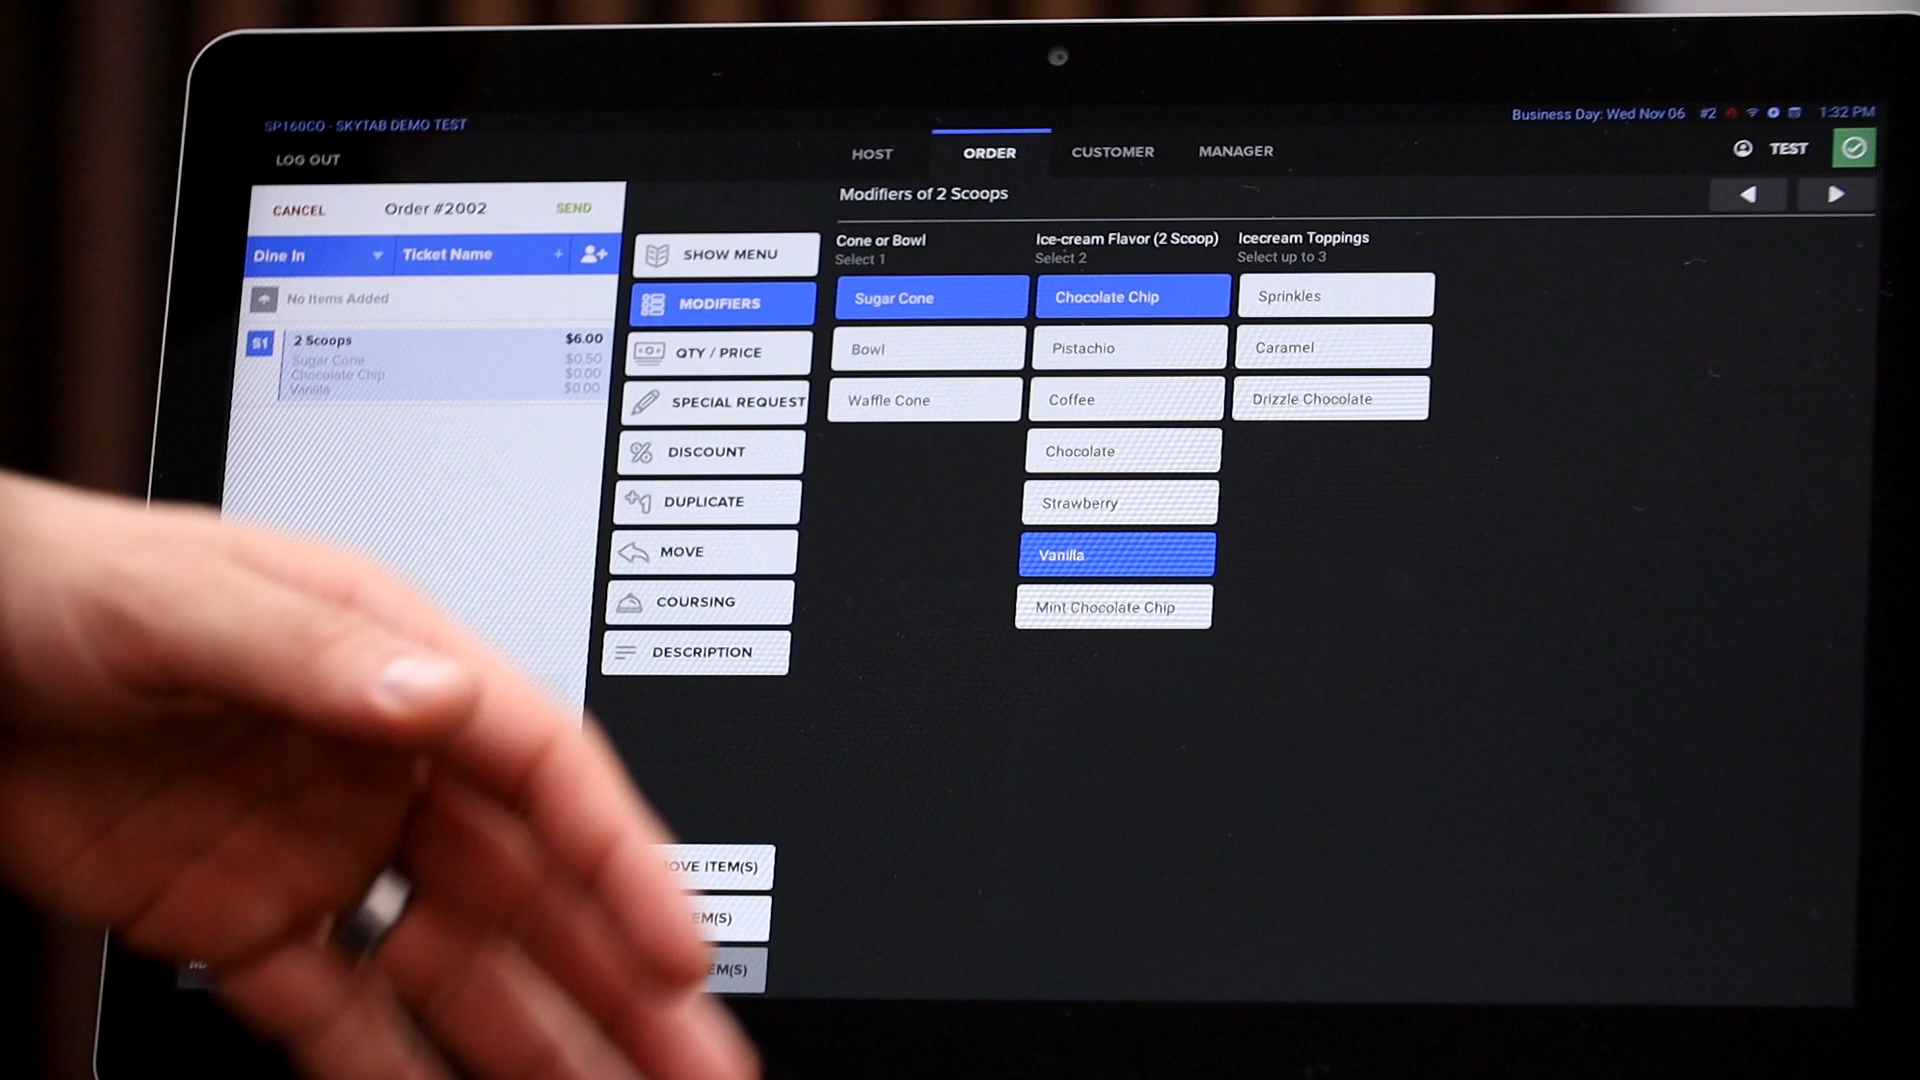 SP160CO - SKYTAB DEMO TEST
Business Day: Wed Nov 06 #2 1:32 PM
LOG OUT
HOST
ORDER
CUSTOMER
MANAGER
TEST
CANCEL
Order #2002
SEND
Dine In
Ticket Name
+
No Items Added
S1
2 Scoops $6.00
Sugar Cone $0.50
Chocolate Chip $0.00
Vanilla $0.00
SHOW MENU
MODIFIERS
QTY / PRICE
SPECIAL REQUEST
DISCOUNT
DUPLICATE
MOVE
COURSING
DESCRIPTION
ITEM(S)
Modifiers of 2 Scoops
Cone or Bowl
Select 1
Sugar Cone
Bowl
Waffle Cone
Ice-cream Flavor (2 Scoop)
Select 2
Chocolate Chip
Pistachio
Coffee
Chocolate
Strawberry
Vanilla
Mint Chocolate Chip
Icecream Toppings
Select up to 3
Sprinkles
Caramel
Drizzle Chocolate